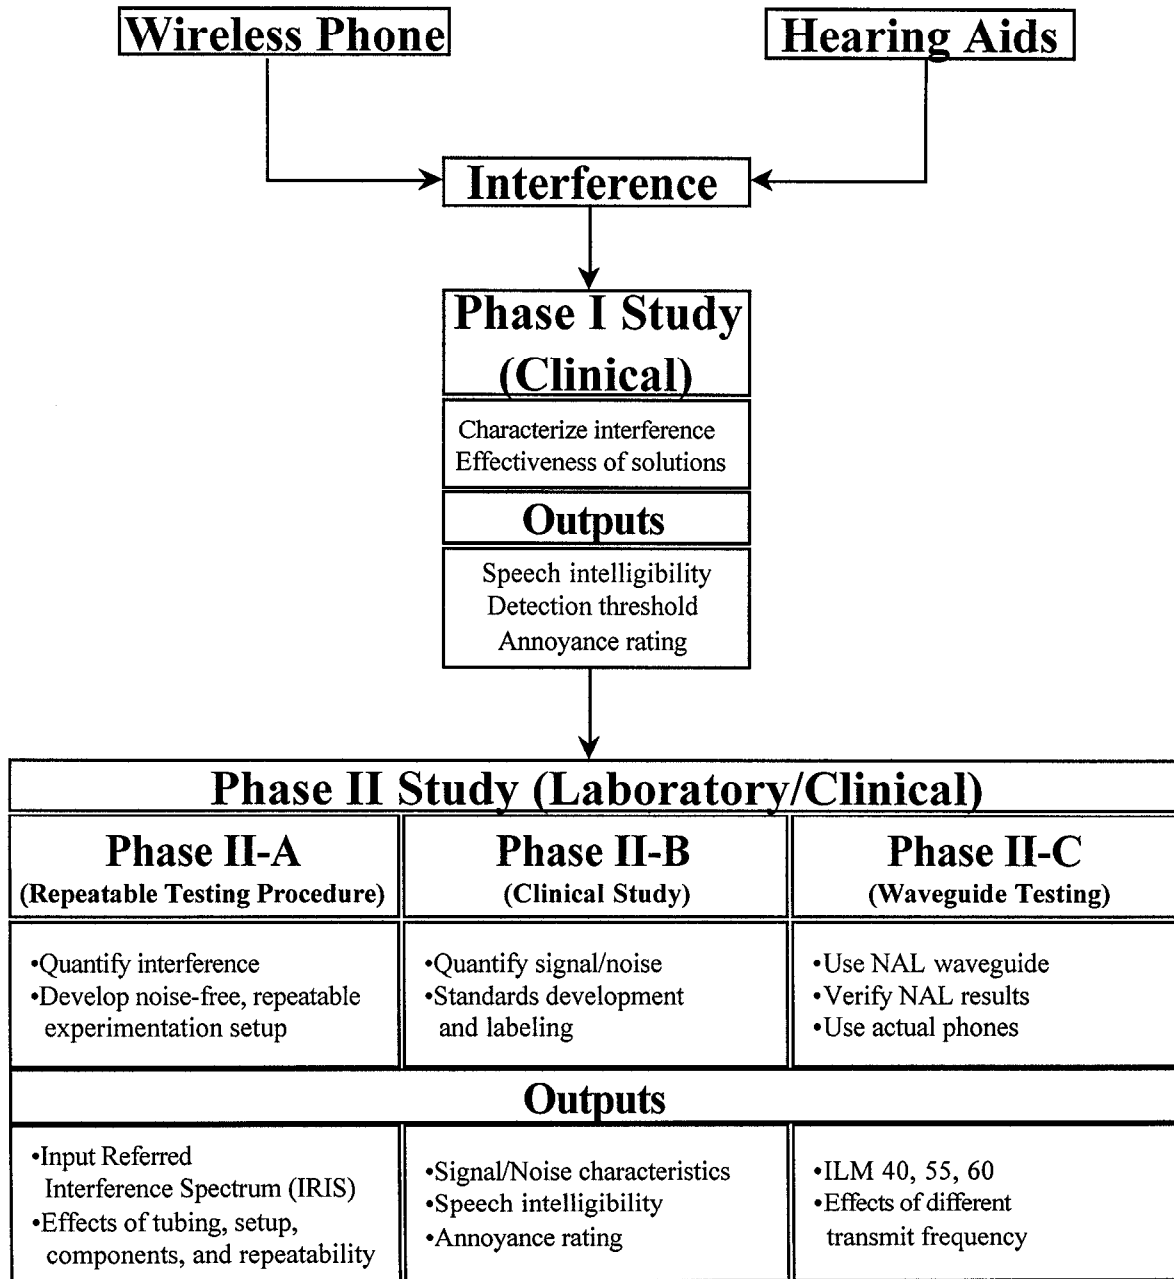 Wireless Phone
Hearing Aids
Interference
Phase I Study
(Clinical)
Characterize interference
Effectiveness of solutions
Outputs
Speech intelligibility
Detection threshold
Annoyance rating
Phase II Study (Laboratory/Clinical)
Phase II-A
(Repeatable Testing Procedure)
•Quantify interference
•Develop noise-free, repeatable
experimentation setup
Phase II-B
(Clinical Study)
•Quantify signal/noise
•Standards development
and labeling
Phase II-C
(Waveguide Testing)
•Use NAL waveguide
•Verify NAL results
•Use actual phones
Outputs
•Input Referred
Interference Spectrum (IRIS)
•Effects of tubing, setup,
components, and repeatability
•Signal/Noise characteristics
•Speech intelligibility
•Annoyance rating
•ILM 40, 55, 60
•Effects of different
transmit frequency